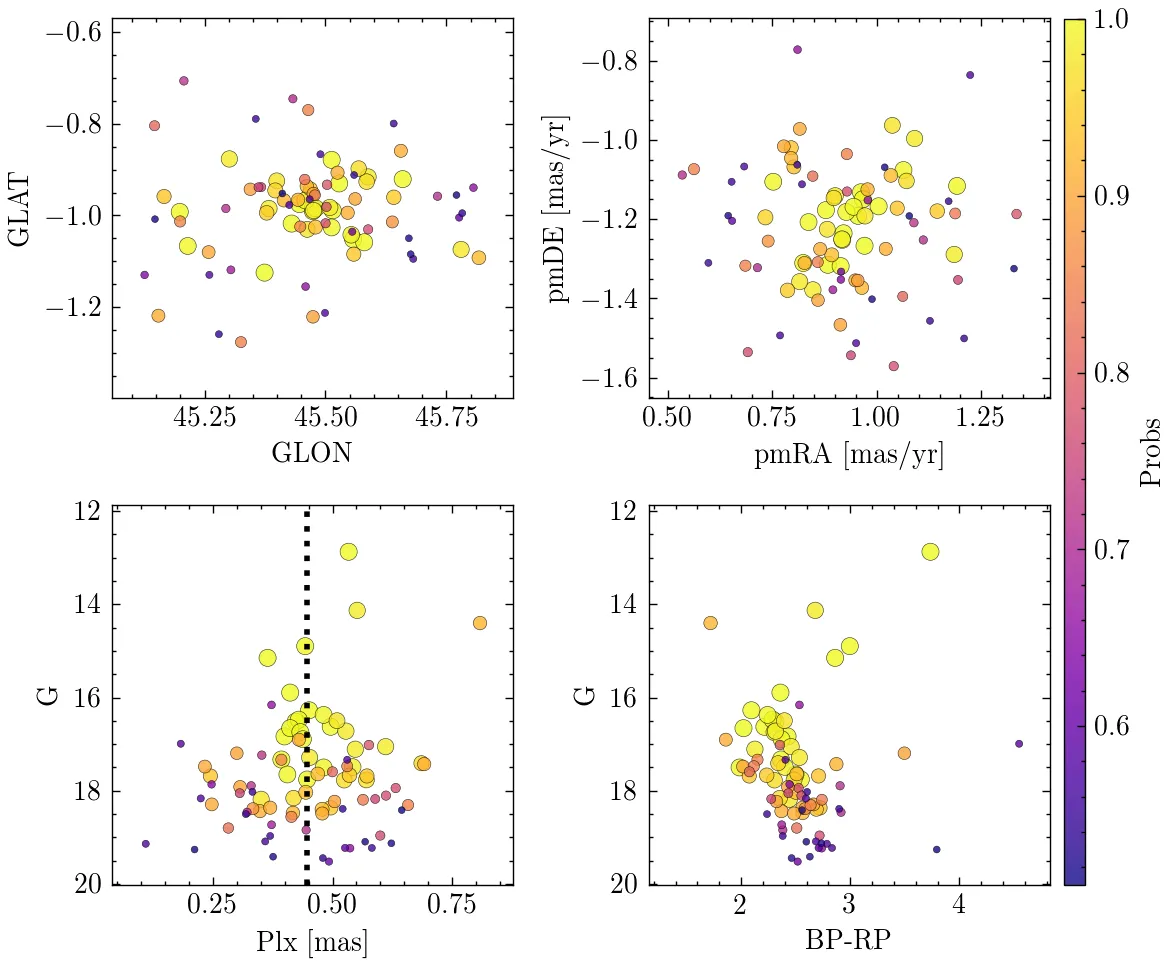 −0.6
−0.8
−1.0
−1.2
GLAT
45.25 45.50 45.75
GLON
−0.8
−1.0
−1.2
−1.4
−1.6
pmDE [mas/yr]
0.50 0.75 1.00 1.25
pmRA [mas/yr]
1.0
0.9
0.8
0.7
0.6
Probs
12
14
16
18
20
G
0.25 0.50 0.75
Plx [mas]
12
14
16
18
20
G
2 3 4
BP-RP